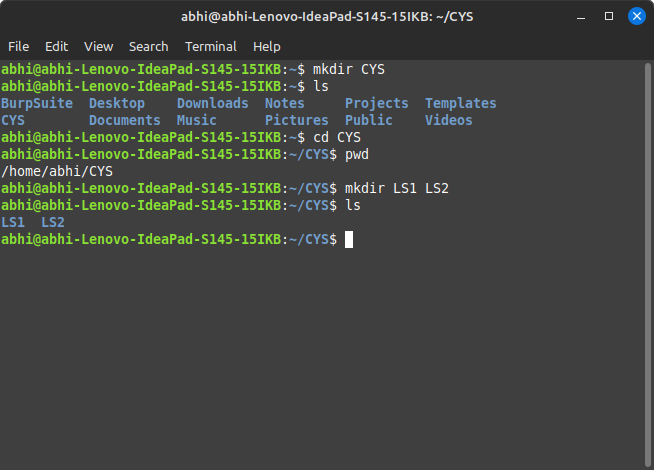 abhi@abhi-Lenovo-IdeaPad-S145-15IKB: ~/CYS
File Edit View Search Terminal Help
abhi@abhi-Lenovo-IdeaPad-S145-15IKB:~$ mkdir CYS
abhi@abhi-Lenovo-IdeaPad-S145-15IKB:~$ ls
BurpSuite  Desktop    Downloads  Notes     Projects  Templates
CYS        Documents  Music      Pictures  Public    Videos
abhi@abhi-Lenovo-IdeaPad-S145-15IKB:~$ cd CYS
abhi@abhi-Lenovo-IdeaPad-S145-15IKB:~/CYS$ pwd
/home/abhi/CYS
abhi@abhi-Lenovo-IdeaPad-S145-15IKB:~/CYS$ mkdir LS1 LS2
abhi@abhi-Lenovo-IdeaPad-S145-15IKB:~/CYS$ ls
LS1  LS2
abhi@abhi-Lenovo-IdeaPad-S145-15IKB:~/CYS$